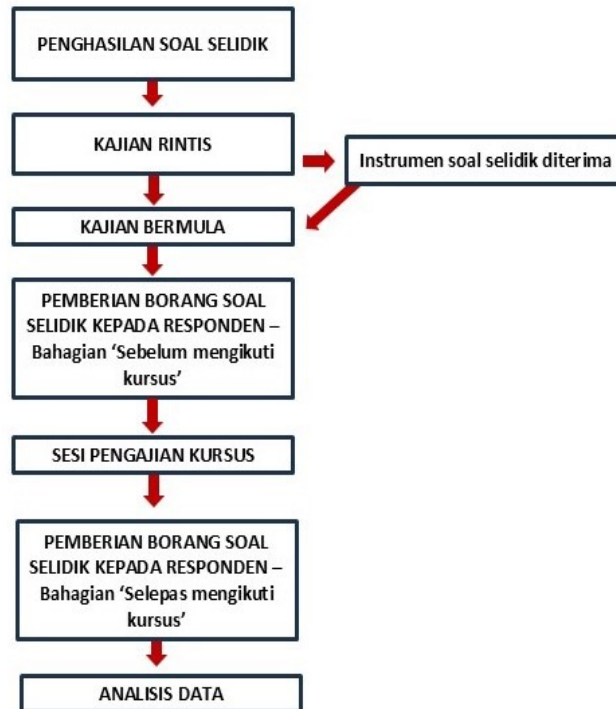 PENGHASILAN SOAL SELIDIK
KAJIAN RINTIS
Instrumen soal selidik diterima
KAJIAN BERMULA
PEMBERIAN BORANG SOAL
SELIDIK KEPADA RESPONDEN –
Bahagian ‘Sebelum mengikuti
kursus’
SESI PENGAJIAN KURSUS
PEMBERIAN BORANG SOAL
SELIDIK KEPADA RESPONDEN –
Bahagian ‘Selepas mengikuti
kursus’
ANALISIS DATA